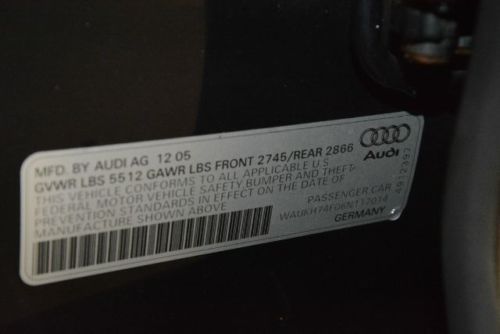 MFD. BY AUDI AG 12 05
GVWR LBS 5512 GAWR LBS FRONT 2745/REAR 2866
THIS VEHICLE CONFORMS TO ALL APPLICABLE U.S
FEDERAL MOTOR VEHICLE SAFETY, BUMPER AND THEFT-
PREVENTION STANDARDS IN EFFECT ON THE DATE OF
MANUFACTURE SHOWN ABOVE.
PASSENGER CAR
WAUKH74F06N117014
GERMANY
Audi